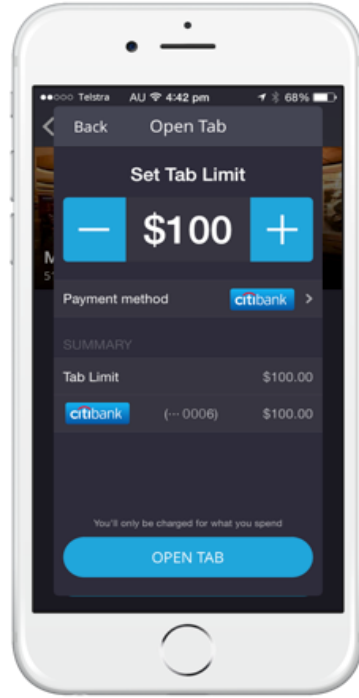 Telstra AU 4:42 pm 68%
Back Open Tab
Set Tab Limit
− $100 +
Payment method citibank >
SUMMARY
Tab Limit $100.00
citibank (··· 0006) $100.00
You'll only be charged for what you spend
OPEN TAB